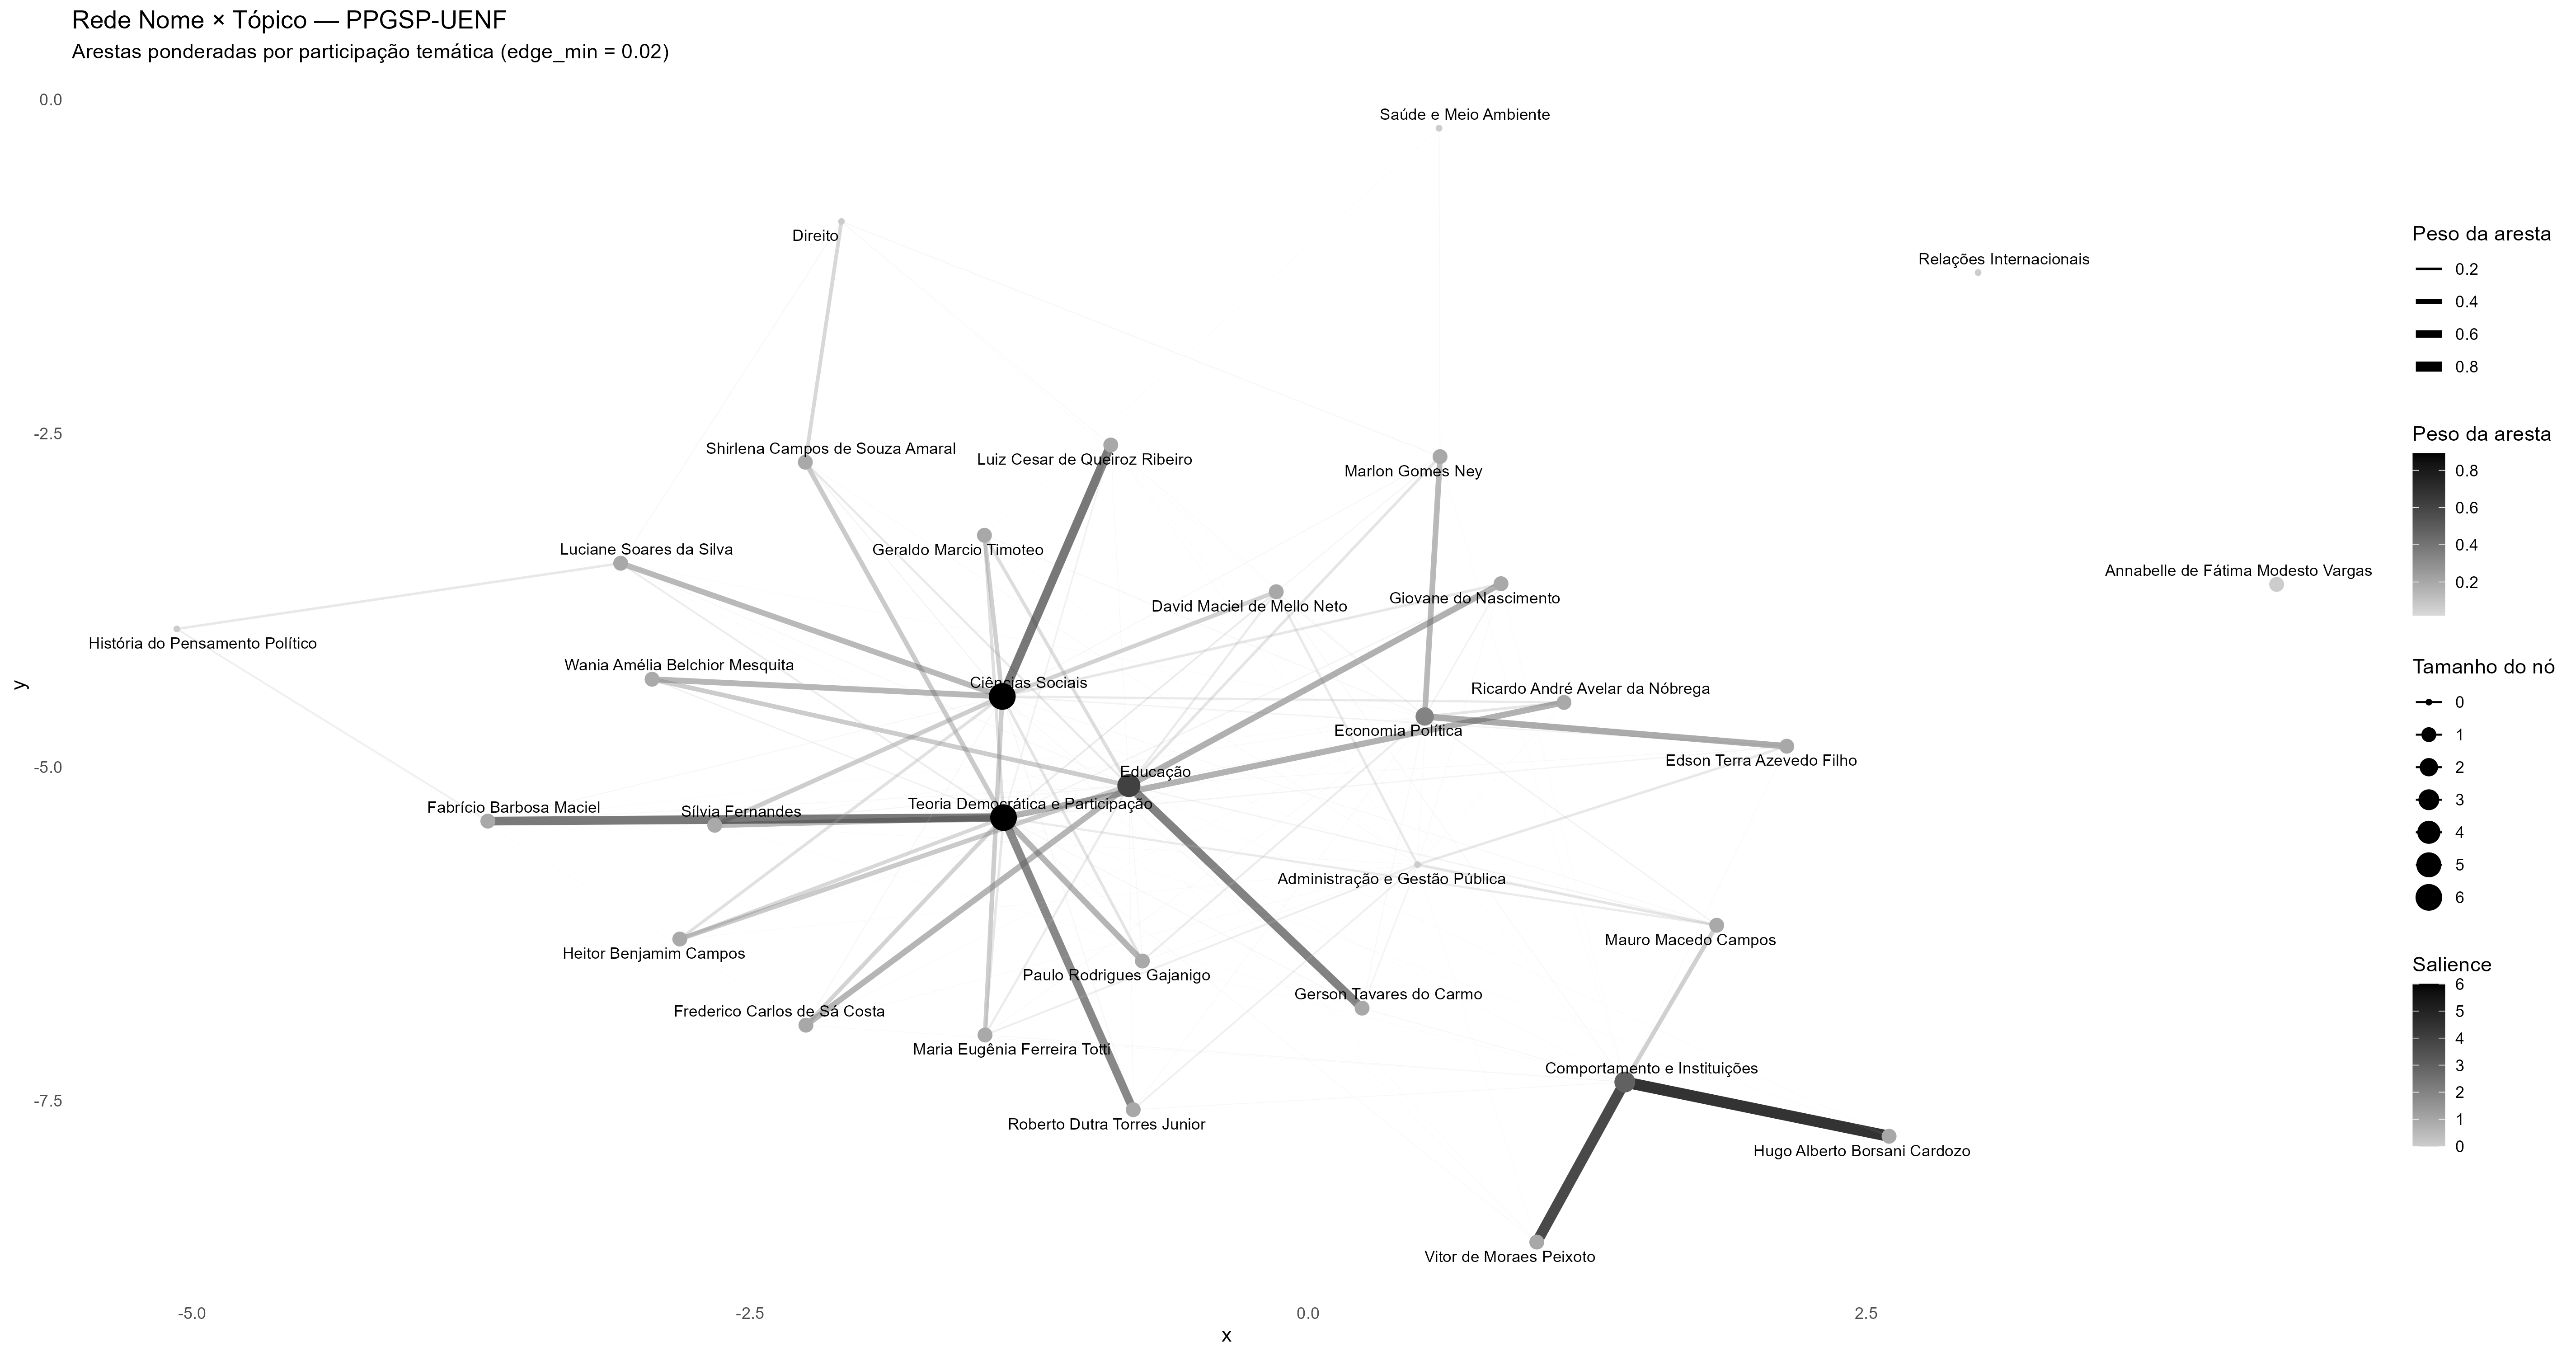 Rede Nome × Tópico — PPGSP-UENF
Arestas ponderadas por participação temática (edge_min = 0.02)
0.0
-2.5
-5.0
-7.5
y
Saúde e Meio Ambiente
Direito
Relações Internacionais
Shirlena Campos de Souza Amaral
Luiz Cesar de Queiroz Ribeiro
Marlon Gomes Ney
Luciane Soares da Silva
Geraldo Marcio Timoteo
Annabelle de Fátima Modesto Vargas
David Maciel de Mello Neto
Giovane do Nascimento
História do Pensamento Político
Wania Amélia Belchior Mesquita
Ciências Sociais
Ricardo André Avelar da Nóbrega
Economia Política
Edson Terra Azevedo Filho
Educação
Fabrício Barbosa Maciel
Sílvia Fernandes
Teoria Democrática e Participação
Administração e Gestão Pública
Heitor Benjamim Campos
Mauro Macedo Campos
Paulo Rodrigues Gajanigo
Gerson Tavares do Carmo
Frederico Carlos de Sá Costa
Maria Eugênia Ferreira Totti
Comportamento e Instituições
Roberto Dutra Torres Junior
Hugo Alberto Borsani Cardozo
Vitor de Moraes Peixoto
-5.0
-2.5
0.0
2.5
x
Peso da aresta
0.2
0.4
0.6
0.8
Peso da aresta
0.8
0.6
0.4
0.2
Tamanho do nó
0
1
2
3
4
5
6
Salience
6
5
4
3
2
1
0